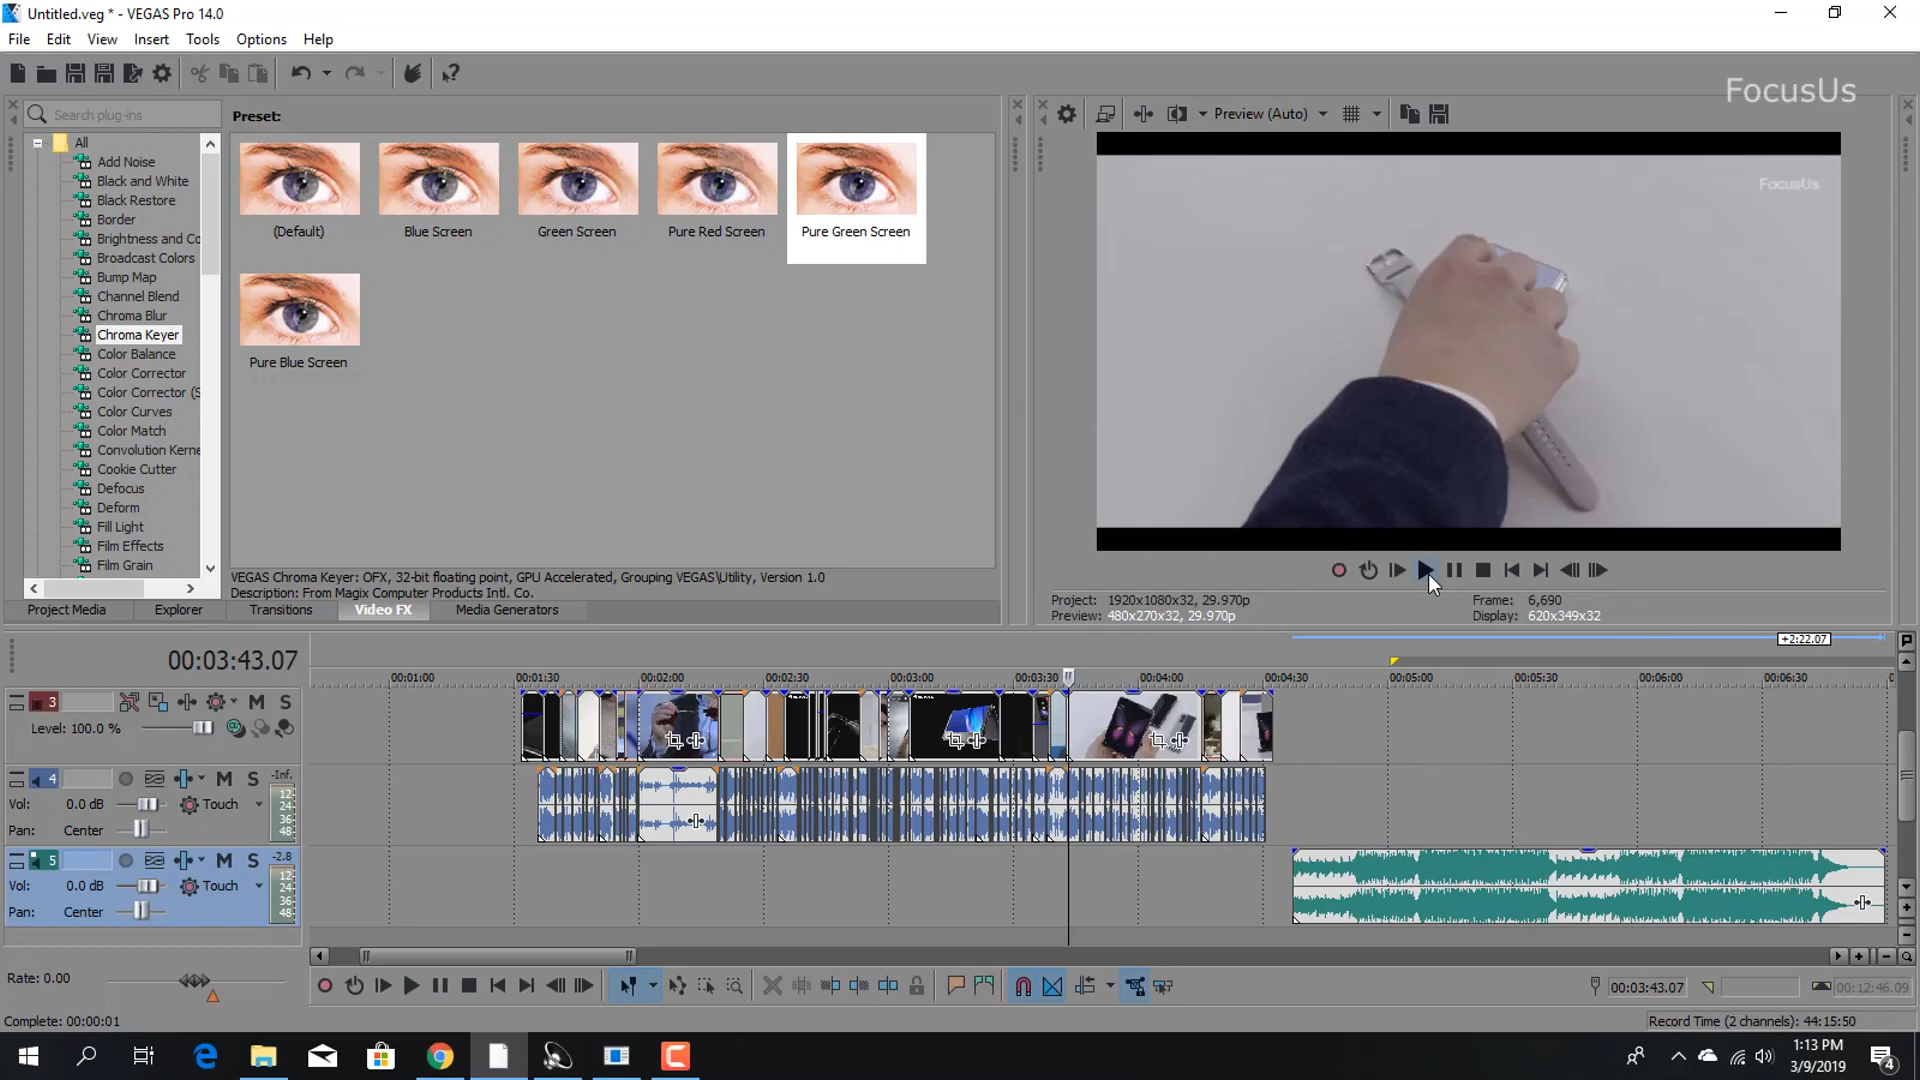 Untitled.veg * - VEGAS Pro 14.0
File Edit View Insert Tools Options Help
FocusUs
Search plug-ins
Preset:
Preview (Auto)
All
Add Noise
Black and White
Black Restore
Border
Brightness and Co
Broadcast Colors
Bump Map
Channel Blend
Chroma Blur
Chroma Keyer
Color Balance
Color Corrector
Color Corrector (S
Color Curves
Color Match
Convolution Kerne
Cookie Cutter
Defocus
Deform
Fill Light
Film Effects
Film Grain
(Default)
Blue Screen
Green Screen
Pure Red Screen
Pure Green Screen
Pure Blue Screen
FocusUs
VEGAS Chroma Keyer: OFX, 32-bit floating point, GPU Accelerated, Grouping VEGAS\Utility, Version 1.0
Description: From Magix Computer Products Intl. Co.
Project Media Explorer Transitions Video FX Media Generators
Project: 1920x1080x32, 29.970p
Preview: 480x270x32, 29.970p
Frame: 6,690
Display: 620x349x32
+2:22.07
00:03:43.07
00:01:00 00:01:30 00:02:00 00:02:30 00:03:00 00:03:30 00:04:00 00:04:30 00:05:00 00:05:30 00:06:00 00:06:30
3 M S
Level: 100.0 %
4 M S -Inf.
Vol: 0.0 dB Touch
Pan: Center
12
24
36
48
5 M S -2.8
Vol: 0.0 dB Touch
Pan: Center
12
24
36
48
Rate: 0.00
00:03:43.07
00:12:46.09
Complete: 00:00:01
Record Time (2 channels): 44:15:50
1:13 PM
3/9/2019
4